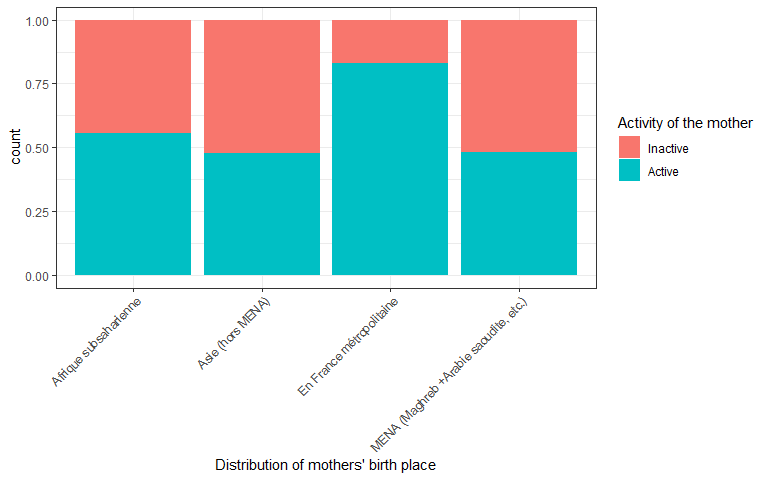 1.00
0.75
0.50
0.25
0.00
count
Afrique subsaharienne
Asie (hors MENA)
En France métropolitaine
MENA (Maghreb +Arabie saoudite, etc.)
Distribution of mothers' birth place
Activity of the mother
Inactive
Active